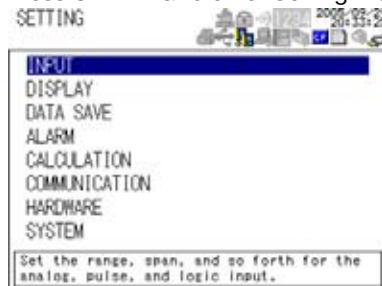 SETTING
INPUT
DISPLAY
DATA SAVE
ALARM
CALCULATION
COMMUNICATION
HARDWARE
SYSTEM
Set the range, span, and so forth for the
analog, pulse, and logic input.